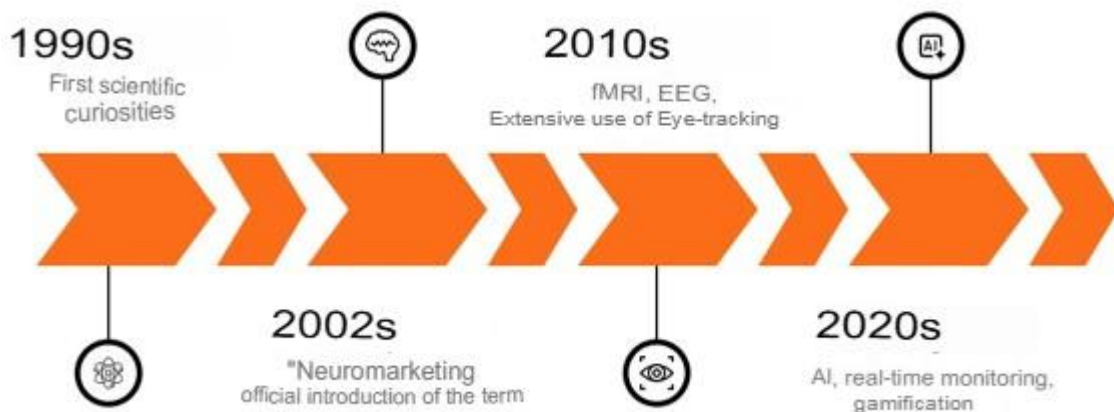 1990s
First scientific
curiosities
2002s
"Neuromarketing
official introduction of the term
2010s
fMRI, EEG,
Extensive use of Eye-tracking
2020s
AI, real-time monitoring,
gamification
AI